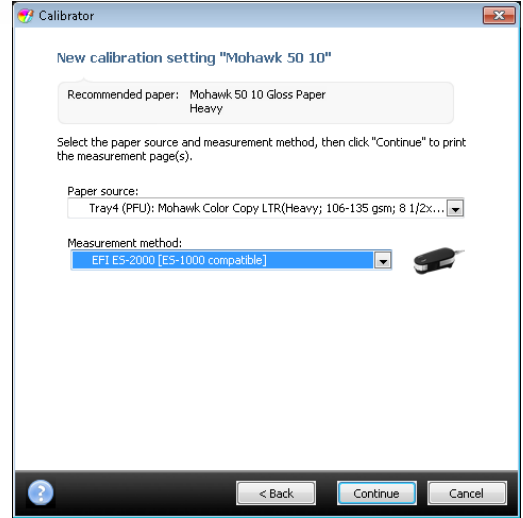 Calibrator
New calibration setting "Mohawk 50 10"
Recommended paper: Mohawk 50 10 Gloss Paper
Heavy
Select the paper source and measurement method, then click "Continue" to print
the measurement page(s).
Paper source:
Tray4 (PFU): Mohawk Color Copy LTR(Heavy; 106-135 gsm; 8 1/2x...
Measurement method:
EFI ES-2000 [ES-1000 compatible]
?
< Back Continue Cancel